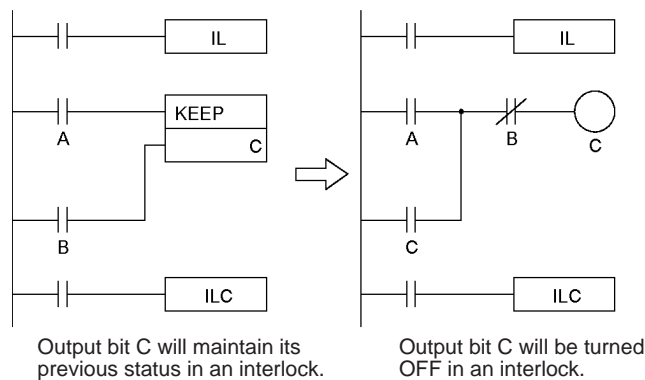 IL
KEEP
A
C
B
ILC
Output bit C will maintain its
previous status in an interlock.
IL
A
B
C
C
ILC
Output bit C will be turned
OFF in an interlock.